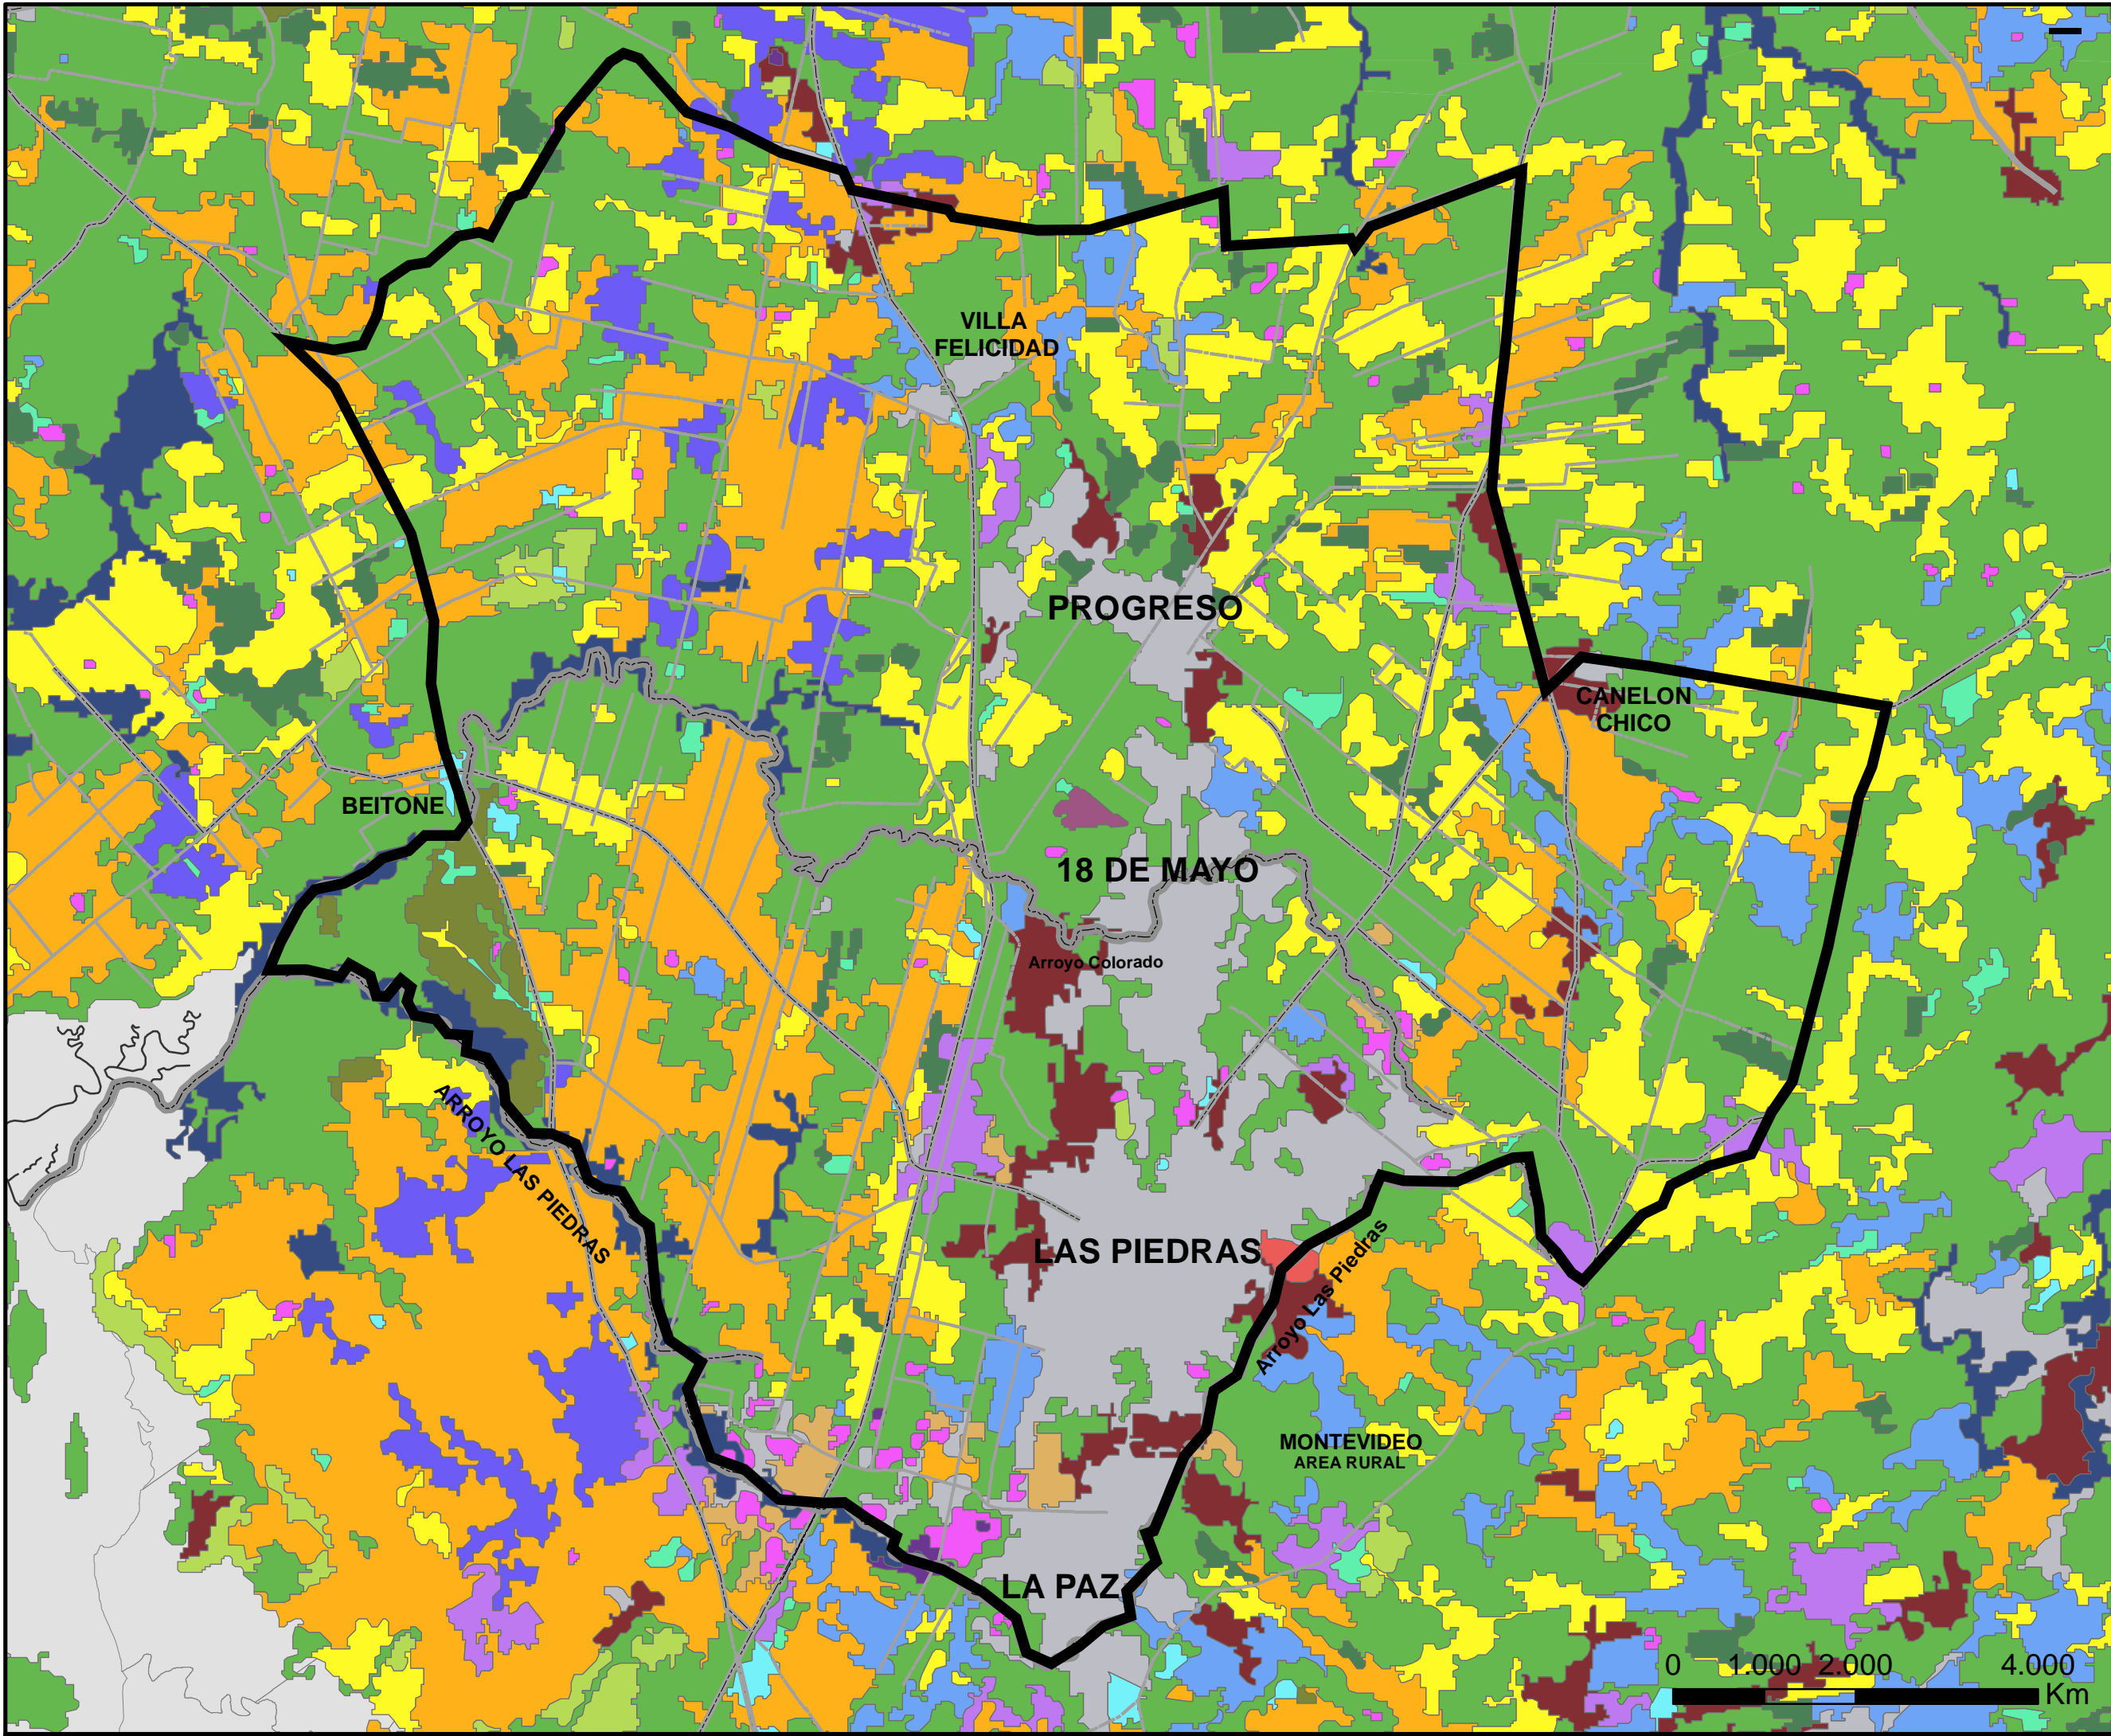 VILLA
FELICIDAD
PROGRESO
CANELON
CHICO
BEITONE
18 DE MAYO
Arroyo Colorado
ARROYO LAS PIEDRAS
LAS PIEDRAS
Arroyo Las Piedras
MONTEVIDEO
AREA RURAL
LA PAZ
0 1.000 2.000 4.000
Km